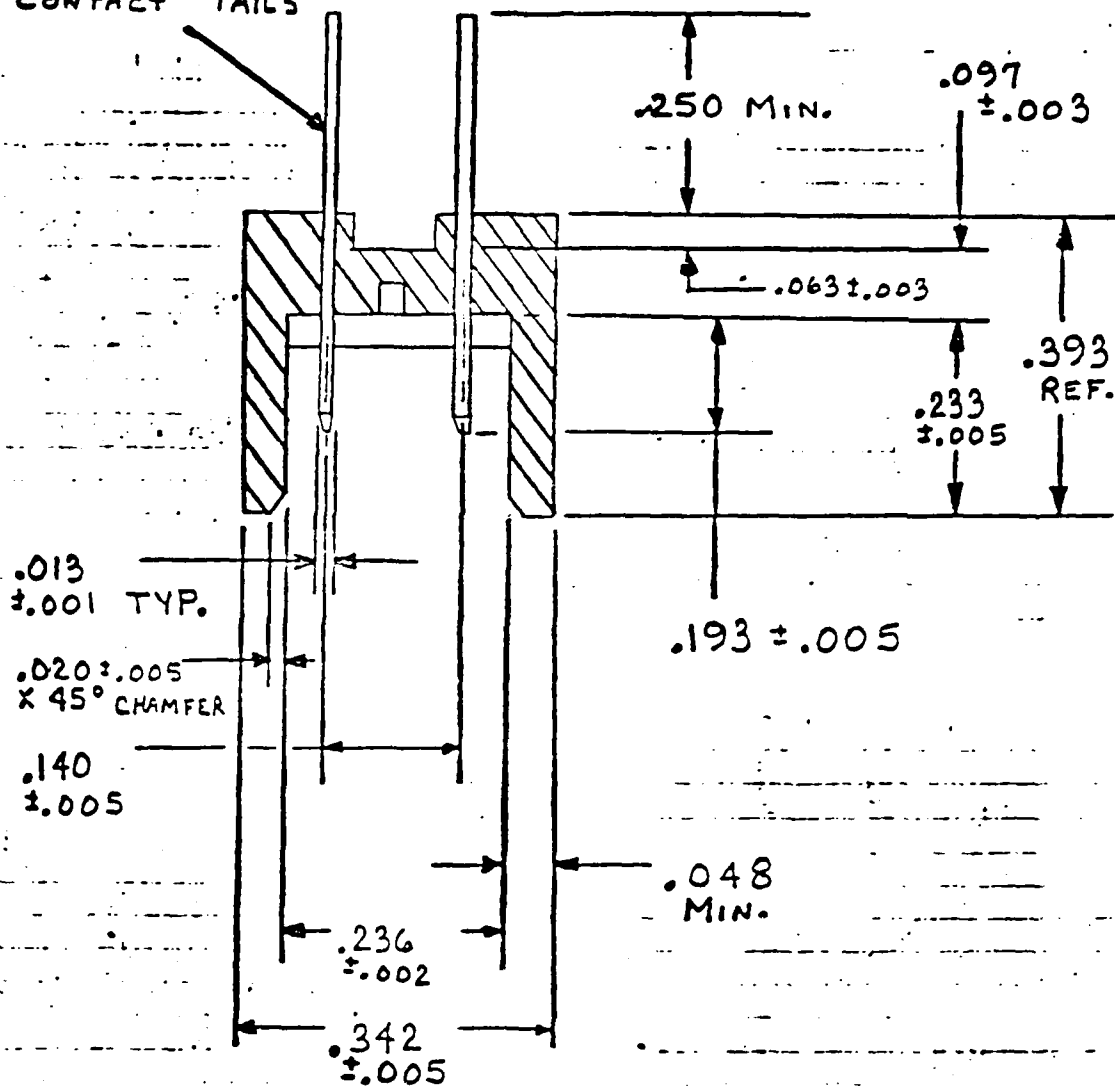 CONTACT TAILS
.250 MIN.
.097
±.003
.063±.003
.393
REF.
.233
±.005
.193 ±.005
.013
±.001 TYP.
.020±.005
X 45° CHAMFER
.140
±.005
.048
MIN.
.236
±.002
.342
±.005